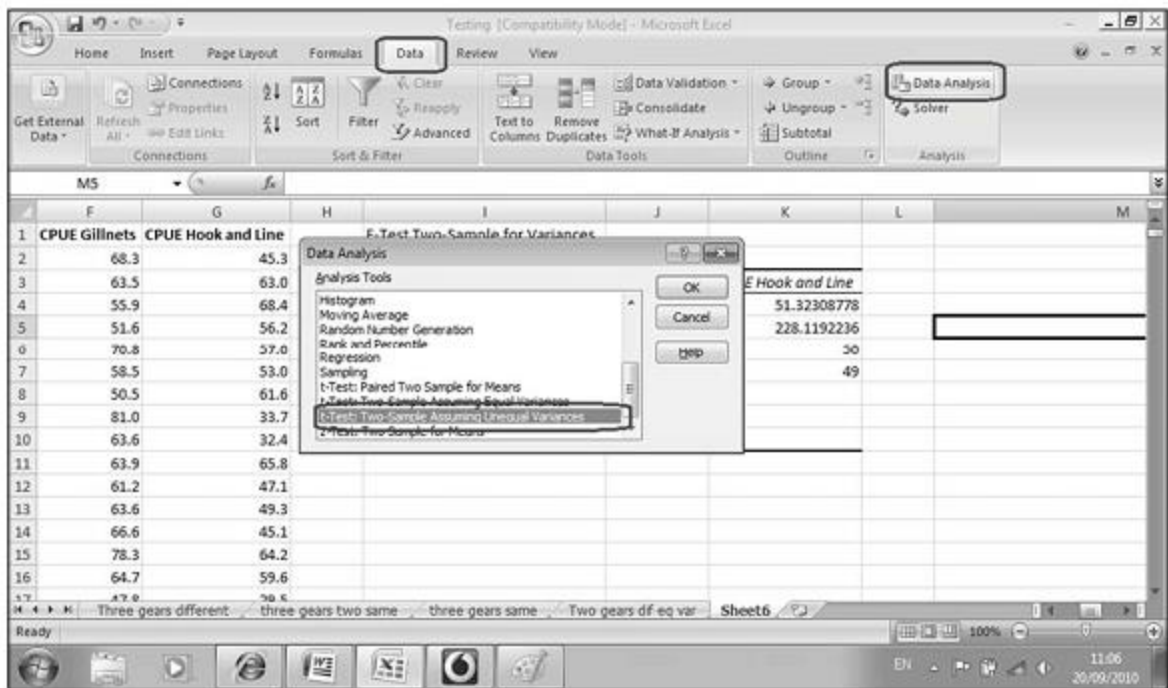 Testing [Compatibility Mode] - Microsoft Excel
Home Insert Page Layout Formulas Data Review View
Get External Data
Refresh All
Connections
Properties
Edit Links
Connections
Sort
Filter
Clear
Reapply
Advanced
Sort & Filter
Text to Columns
Remove Duplicates
Data Validation
Consolidate
What-If Analysis
Data Tools
Group
Ungroup
Subtotal
Outline
Data Analysis
Solver
Analysis
M5 fx
F G H I J K L M
1 CPUE Gillnets CPUE Hook and Line F-Test Two-Sample for Variances
2 68.3 45.3
3 63.5 63.0 E Hook and Line
4 55.9 68.4 51.32308778
5 51.6 56.2 228.1192236
6 70.8 57.0 50
7 58.5 53.0 49
8 50.5 61.6
9 81.0 33.7
10 63.6 32.4
11 63.9 65.8
12 61.2 47.1
13 63.6 49.3
14 66.6 45.1
15 78.3 64.2
16 64.7 59.6
17 47.9 29.5
Data Analysis
Analysis Tools
Histogram
Moving Average
Random Number Generation
Rank and Percentile
Regression
Sampling
t-Test: Paired Two Sample for Means
t-Test: Two-Sample Assuming Equal Variances
t-Test: Two-Sample Assuming Unequal Variances
z-Test: Two Sample for Means
OK
Cancel
Help
Three gears different three gears two same three gears same Two gears dif eq var Sheet6
Ready 100%
EN 11:06
20/09/2010